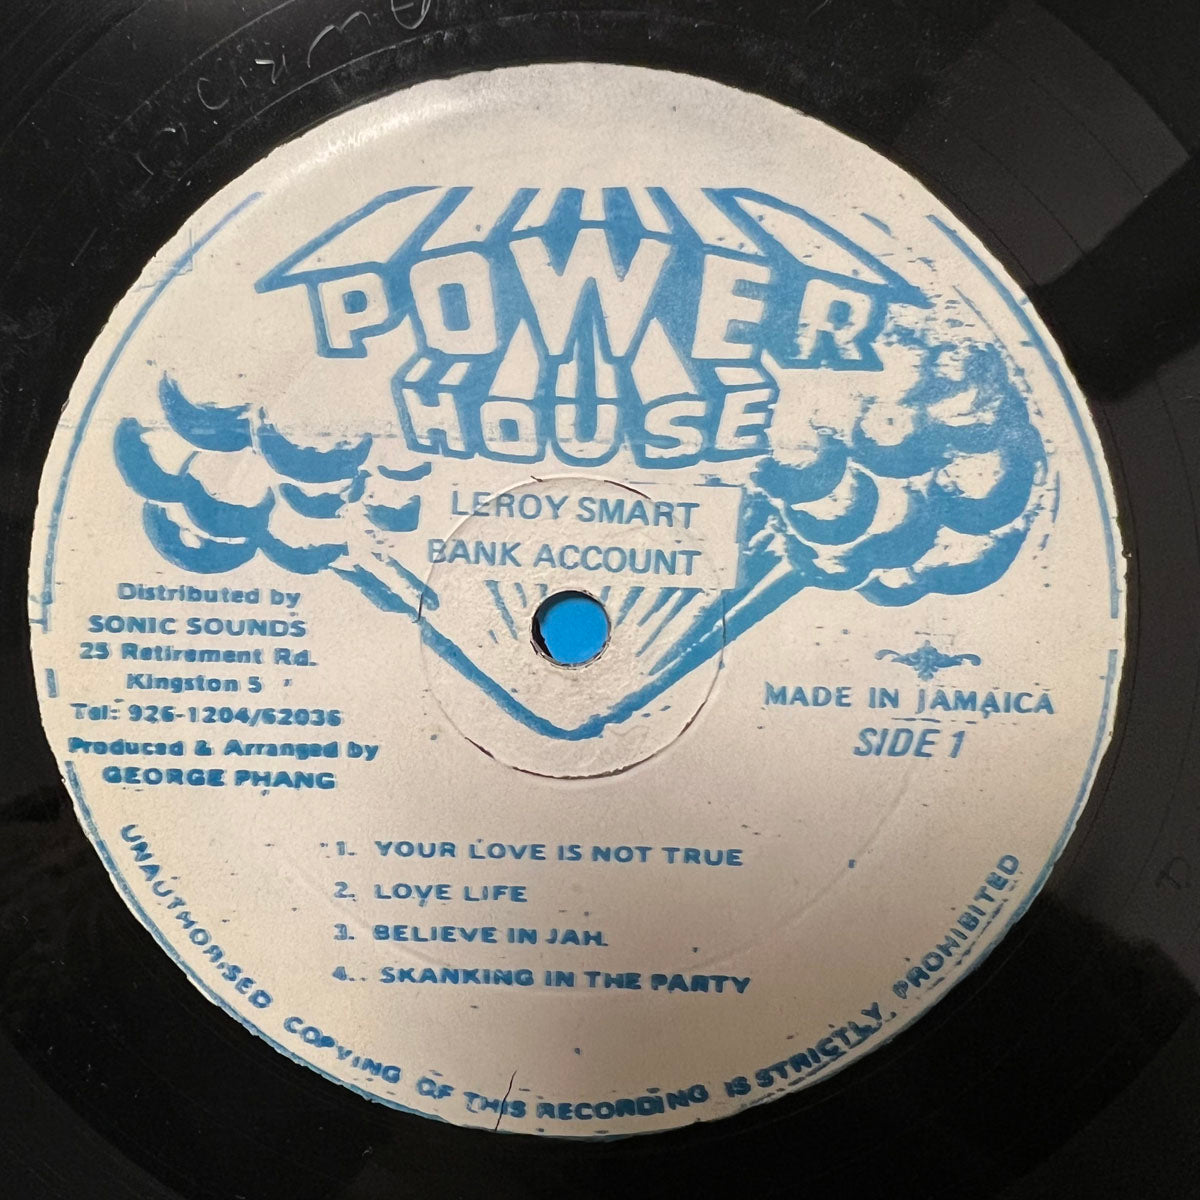 POWER
HOUSE
LEROY SMART
BANK ACCOUNT
Distributed by
SONIC SOUNDS
25 Retirement Rd.
Kingston 5
Tel: 926-1204/62036
Produced & Arranged by
GEORGE PHANG
MADE IN JAMAICA
SIDE 1
1. YOUR LOVE IS NOT TRUE
2. LOVE LIFE
3. BELIEVE IN JAH
4. SKANKING IN THE PARTY
UNAUTHORISED COPYING OF THIS RECORDING IS STRICTLY PROHIBITED